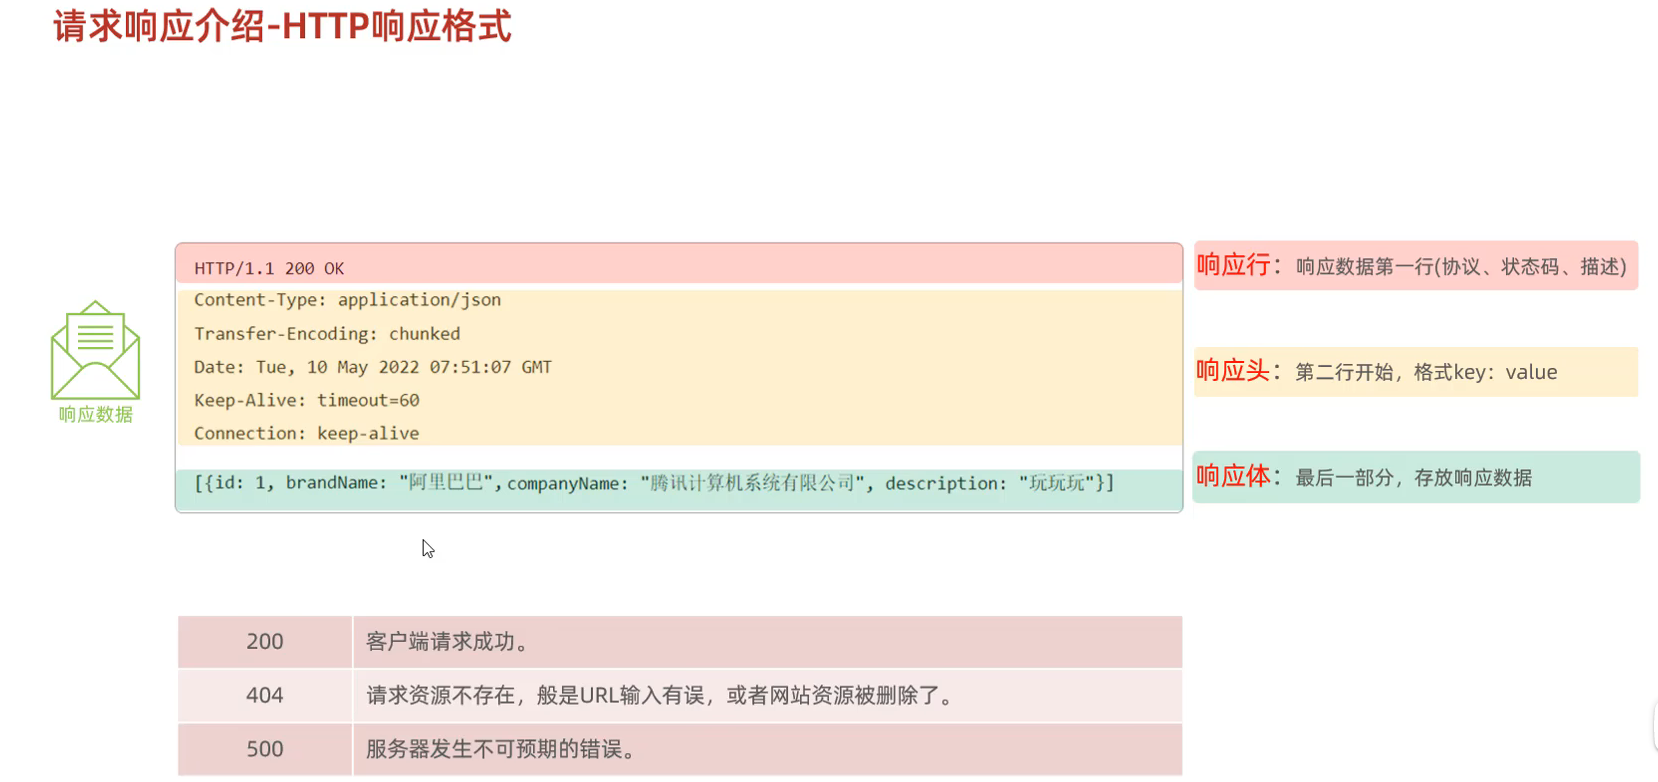 请求响应介绍-HTTP响应格式
HTTP/1.1 200 OK
Content-Type: application/json
Transfer-Encoding: chunked
Date: Tue, 10 May 2022 07:51:07 GMT
Keep-Alive: timeout=60
Connection: keep-alive
[{id: 1, brandName: "阿里巴巴",companyName: "腾讯计算机系统有限公司", description: "玩玩玩"}]
响应行：响应数据第一行(协议、状态码、描述)
响应头：第二行开始，格式key：value
响应体：最后一部分，存放响应数据
响应数据
200 客户端请求成功。
404 请求资源不存在，般是URL输入有误，或者网站资源被删除了。
500 服务器发生不可预期的错误。